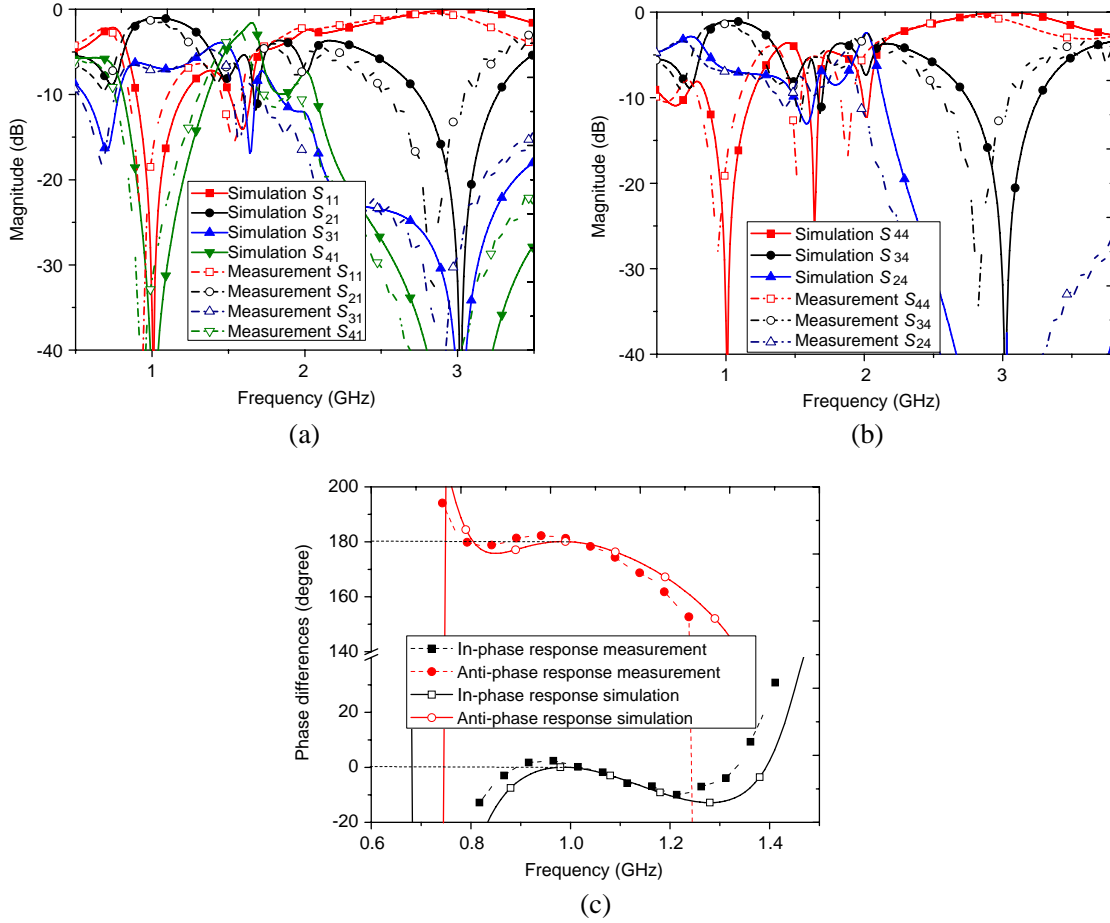 0
-10
-20
-30
-40
Magnitude (dB)
Simulation S11
Simulation S21
Simulation S31
Simulation S41
Measurement S11
Measurement S21
Measurement S31
Measurement S41
1 2 3
Frequency (GHz)
(a)
0
-10
-20
-30
-40
Magnitude (dB)
Simulation S44
Simulation S34
Simulation S24
Measurement S44
Measurement S34
Measurement S24
1 2 3
Frequency (GHz)
(b)
200
180
160
140
20
0
-20
Phase differences (degree)
In-phase response measurement
Anti-phase response measurement
In-phase response simulation
Anti-phase response simulation
0.6 0.8 1.0 1.2 1.4
Frequency (GHz)
(c)